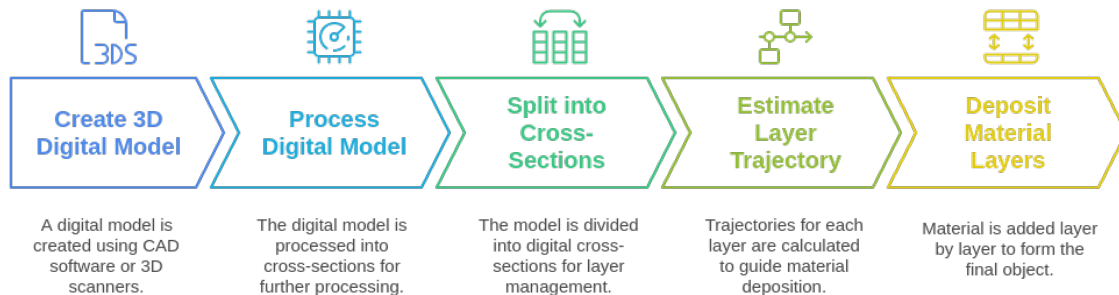 3DS
Create 3D
Digital Model
Process
Digital Model
Split into
Cross-
Sections
Estimate
Layer
Trajectory
Deposit
Material
Layers
A digital model is
created using CAD
software or 3D
scanners.
The digital model is
processed into
cross-sections for
further processing.
The model is divided
into digital cross-
sections for layer
management.
Trajectories for each
layer are calculated
to guide material
deposition.
Material is added layer
by layer to form the
final object.